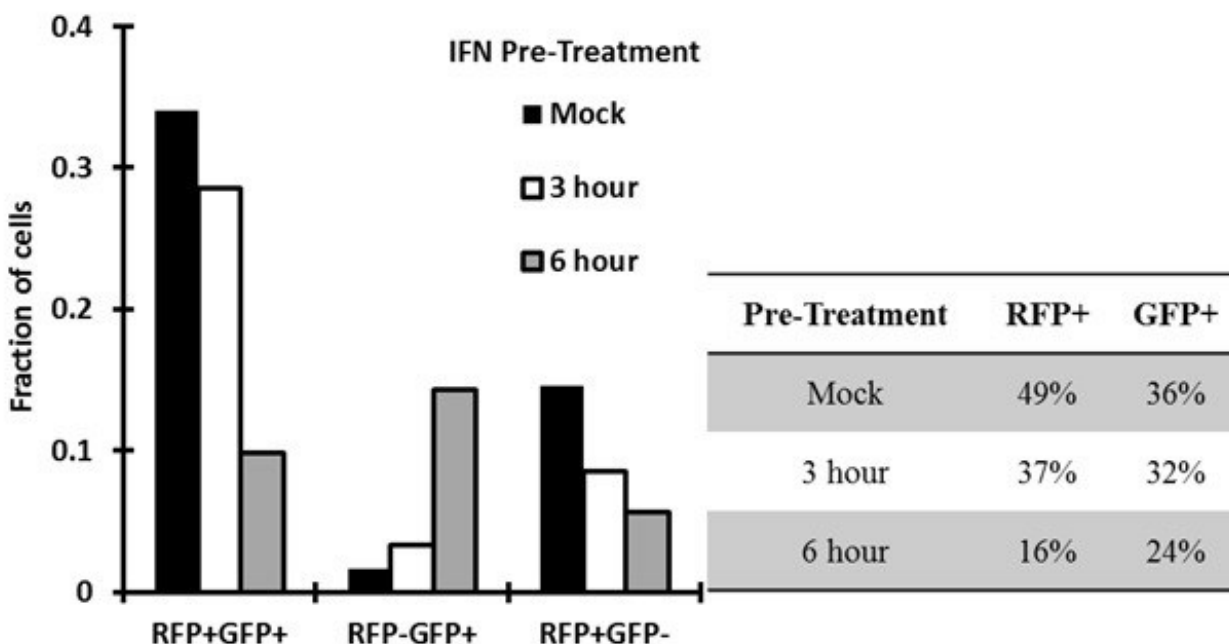 0.4
0.3
0.2
0.1
0
Fraction of cells
IFN Pre-Treatment
Mock
3 hour
6 hour
RFP+GFP+ RFP-GFP+ RFP+GFP-
Pre-Treatment RFP+ GFP+
Mock 49% 36%
3 hour 37% 32%
6 hour 16% 24%